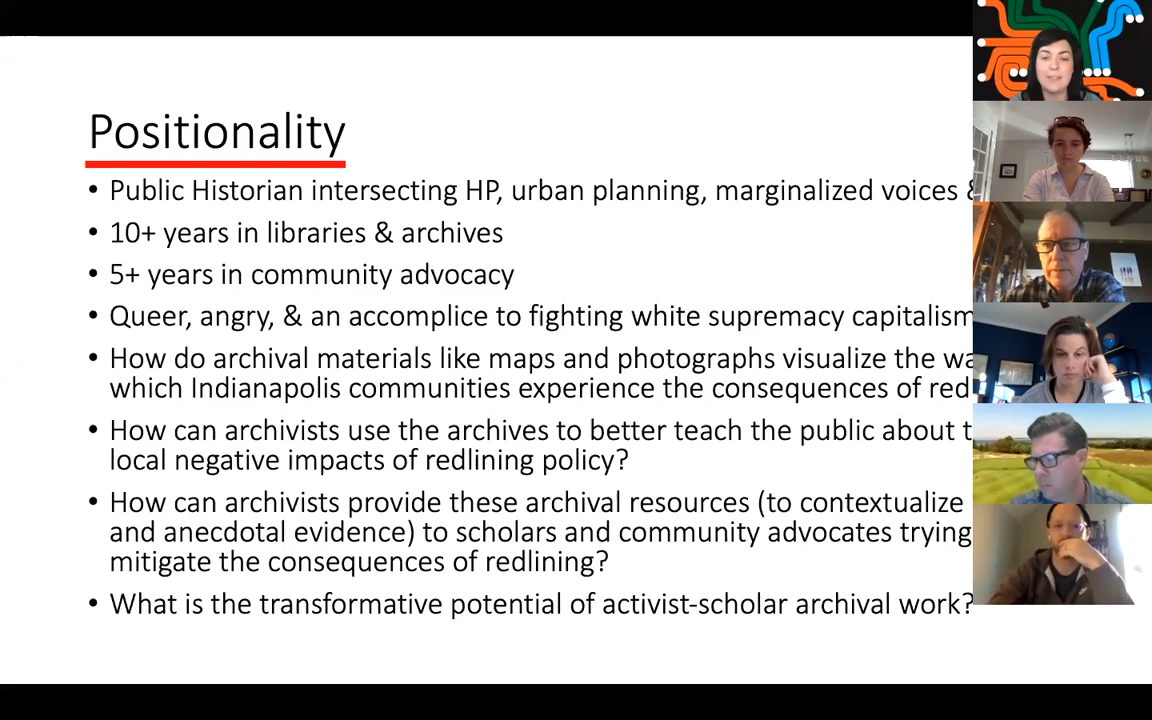 Positionality
• Public Historian intersecting HP, urban planning, marginalized voices
• 10+ years in libraries & archives
• 5+ years in community advocacy
• Queer, angry, & an accomplice to fighting white supremacy capitalism
• How do archival materials like maps and photographs visualize the
which Indianapolis communities experience the consequences of
• How can archivists use the archives to better teach the public about
local negative impacts of redlining policy?
• How can archivists provide these archival resources (to contextualize
and anecdotal evidence) to scholars and community advocates trying
mitigate the consequences of redlining?
• What is the transformative potential of activist-scholar archival work?